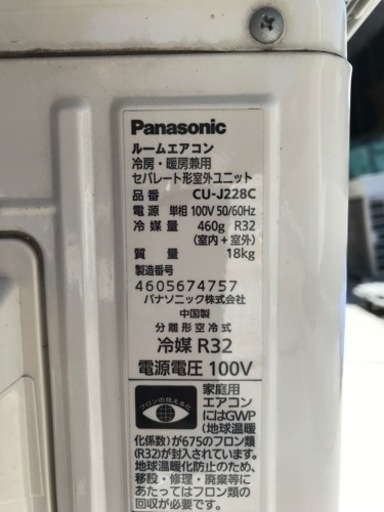 Panasonic
ルームエアコン
冷房・暖房兼用
セパレート形室外ユニット
品番 CU-J228C
電源 単相 100V 50/60Hz
冷媒量 460g R32
(室内+室外)
質量 18kg
製造番号
4605674757
パナソニック株式会社
中国製
分離形空冷式
冷媒 R32
電源電圧 100V
フロンの見える化
家庭用
エアコン
にはGWP
(地球温暖
化係数)が675のフロン類
(R32)が封入されています。
地球温暖化防止のため、
移設・修理・廃棄等に
あたってはフロン類の
回収が必要です。